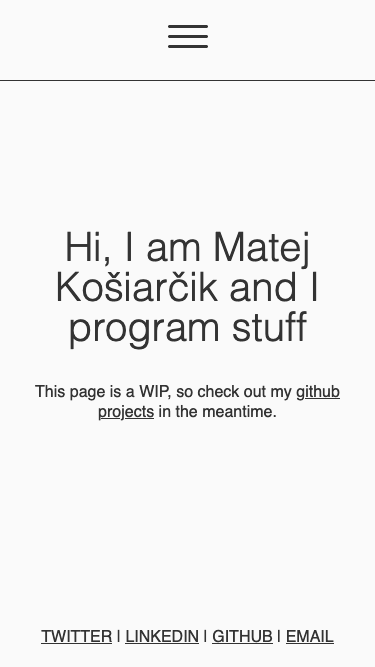 Hi, I am Matej
Košiarčik and I
program stuff
This page is a WIP, so check out my github
projects in the meantime.
TWITTER | LINKEDIN | GITHUB | EMAIL